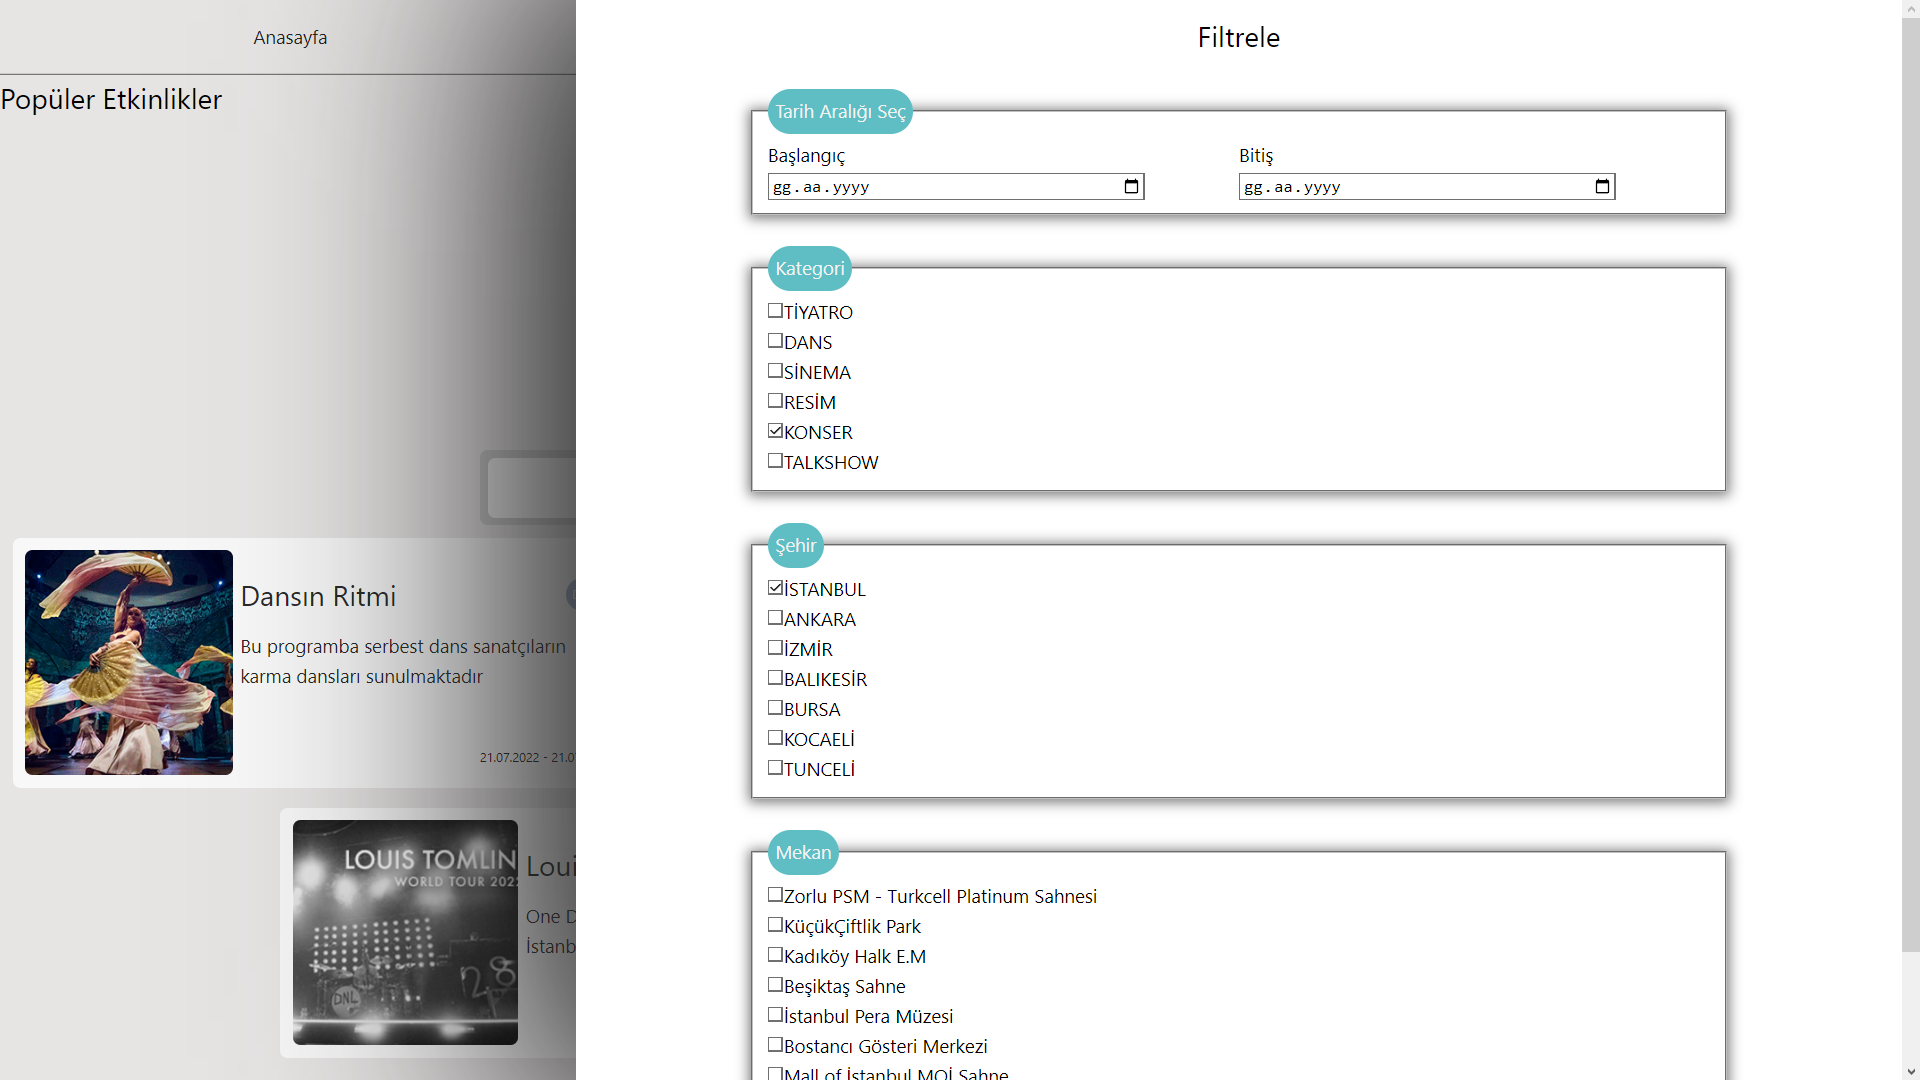 Anasayfa
Popüler Etkinlikler
Dansın Ritmi
Bu programba serbest dans sanatçıların
karma dansları sunulmaktadır
21.07.2022 - 21.0
LOUIS TOMLIN
WORLD TOUR 202
DNL
28
Loui
One D
İstanb
Filtrele
Tarih Aralığı Seç
Başlangıç
gg.aa.yyyy
Bitiş
gg.aa.yyyy
Kategori
TİYATRO
DANS
SİNEMA
RESİM
KONSER
TALKSHOW
Şehir
İSTANBUL
ANKARA
İZMİR
BALIKESİR
BURSA
KOCAELİ
TUNCELİ
Mekan
Zorlu PSM - Turkcell Platinum Sahnesi
KüçükÇiftlik Park
Kadıköy Halk E.M
Beşiktaş Sahne
İstanbul Pera Müzesi
Bostancı Gösteri Merkezi
Mall of İstanbul MOİ Sahne